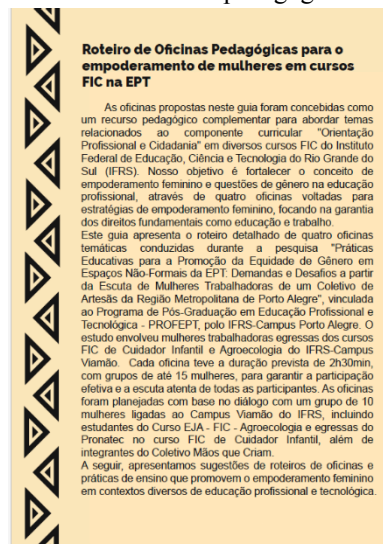 Roteiro de Oficinas Pedagógicas para o
empoderamento de mulheres em cursos
FIC na EPT
As oficinas propostas neste guia foram concebidas como
um recurso pedagógico complementar para abordar temas
relacionados ao componente curricular "Orientação
Profissional e Cidadania" em diversos cursos FIC do Instituto
Federal de Educação, Ciência e Tecnologia do Rio Grande do
Sul (IFRS). Nosso objetivo é fortalecer o conceito de
empoderamento feminino e questões de gênero na educação
profissional, através de quatro oficinas voltadas para
estratégias de empoderamento feminino, focando na garantia
dos direitos fundamentais como educação e trabalho.
Este guia apresenta o roteiro detalhado de quatro oficinas
temáticas conduzidas durante a pesquisa "Práticas
Educativas para a Promoção da Equidade de Gênero em
Espaços Não-Formais da EPT: Demandas e Desafios a partir
da Escuta de Mulheres Trabalhadoras de um Coletivo de
Artesãs da Região Metropolitana de Porto Alegre", vinculada
ao Programa de Pós-Graduação em Educação Profissional e
Tecnológica - PROFEPT, polo IFRS-Campus Porto Alegre. O
estudo envolveu mulheres trabalhadoras egressas dos cursos
FIC de Cuidador Infantil e Agroecologia do IFRS-Campus
Viamão. Cada oficina teve a duração prevista de 2h30min,
com grupos de até 15 mulheres, para garantir a participação
efetiva e a escuta atenta de todas as participantes. As oficinas
foram planejadas com base no diálogo com um grupo de 10
mulheres ligadas ao Campus Viamão do IFRS, incluindo
estudantes do Curso EJA - FIC - Agroecologia e egressas do
Pronatec no curso FIC de Cuidador Infantil, além de
integrantes do Coletivo Mãos que Criam.
A seguir, apresentamos sugestões de roteiros de oficinas e
práticas de ensino que promovem o empoderamento feminino
em contextos diversos de educação profissional e tecnológica.